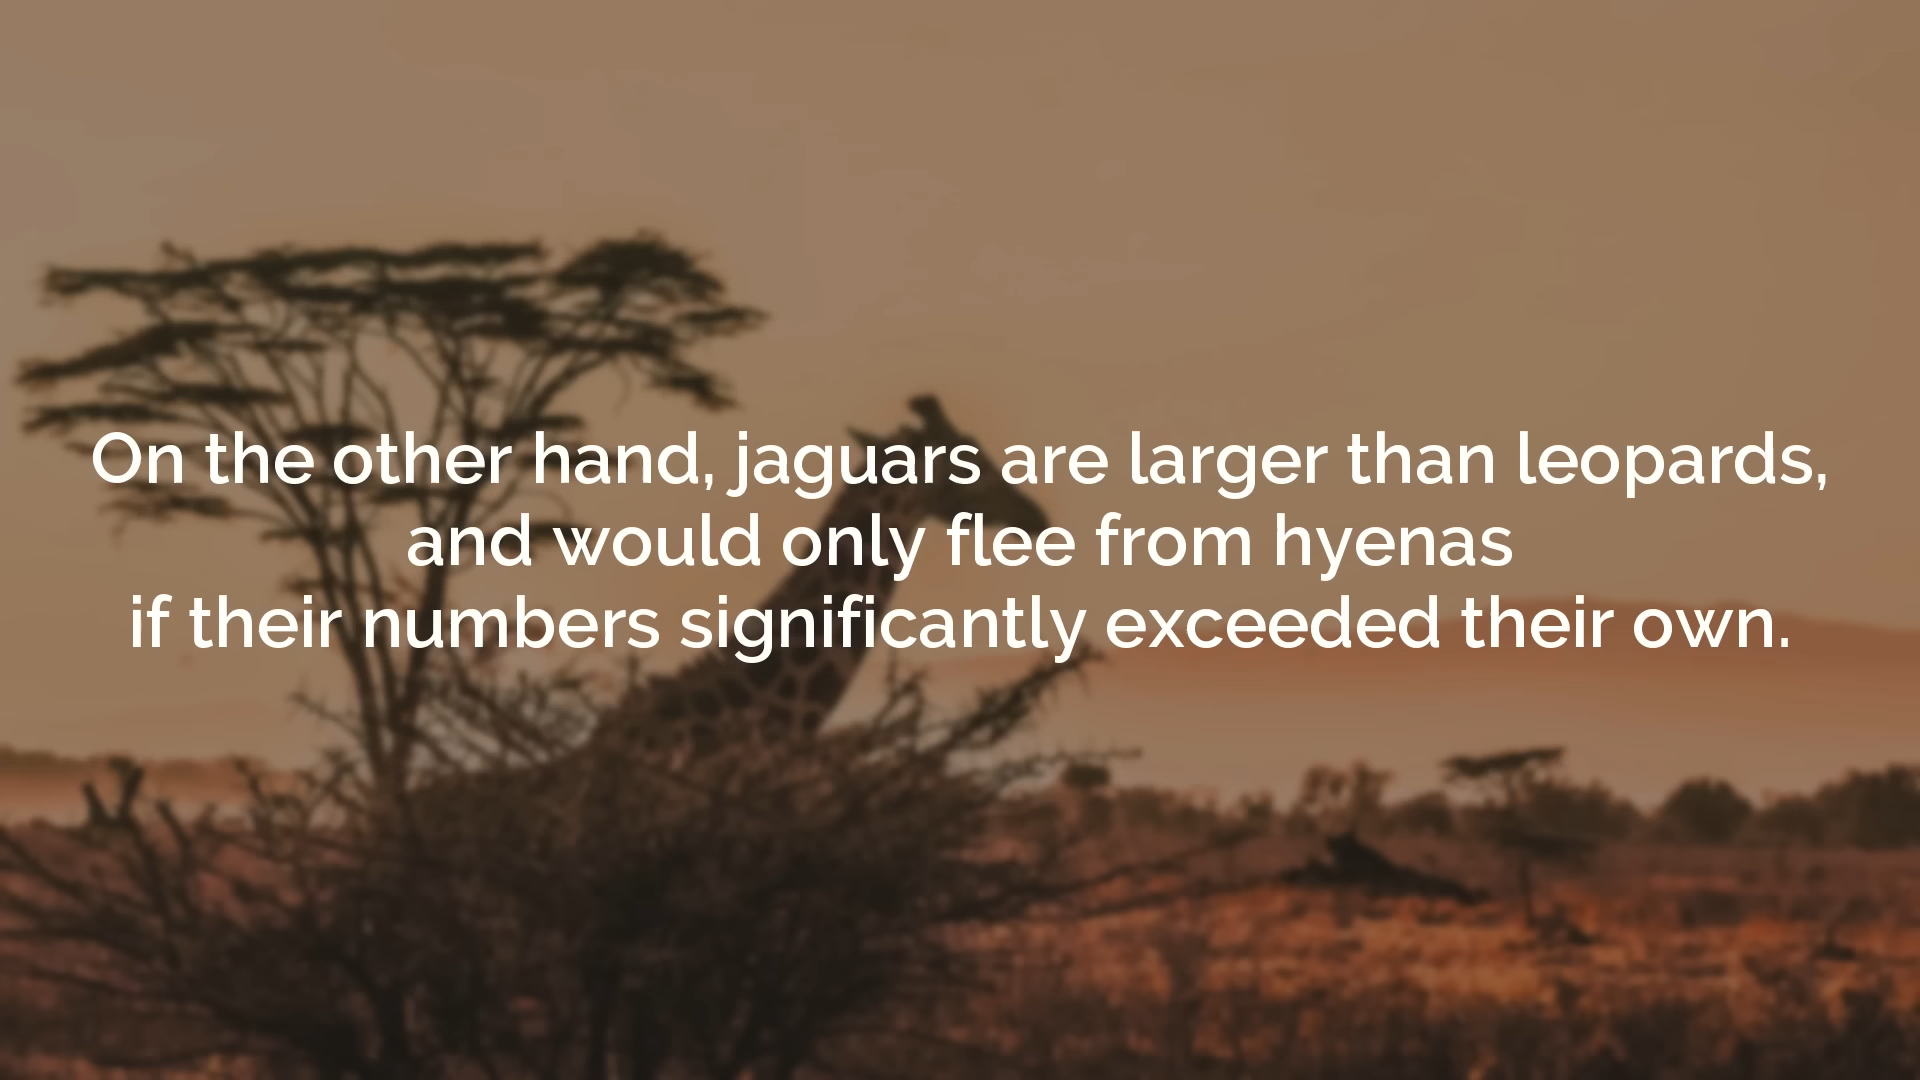 On the other hand, jaguars are larger than leopards,
and would only flee from hyenas
if their numbers significantly exceeded their own.